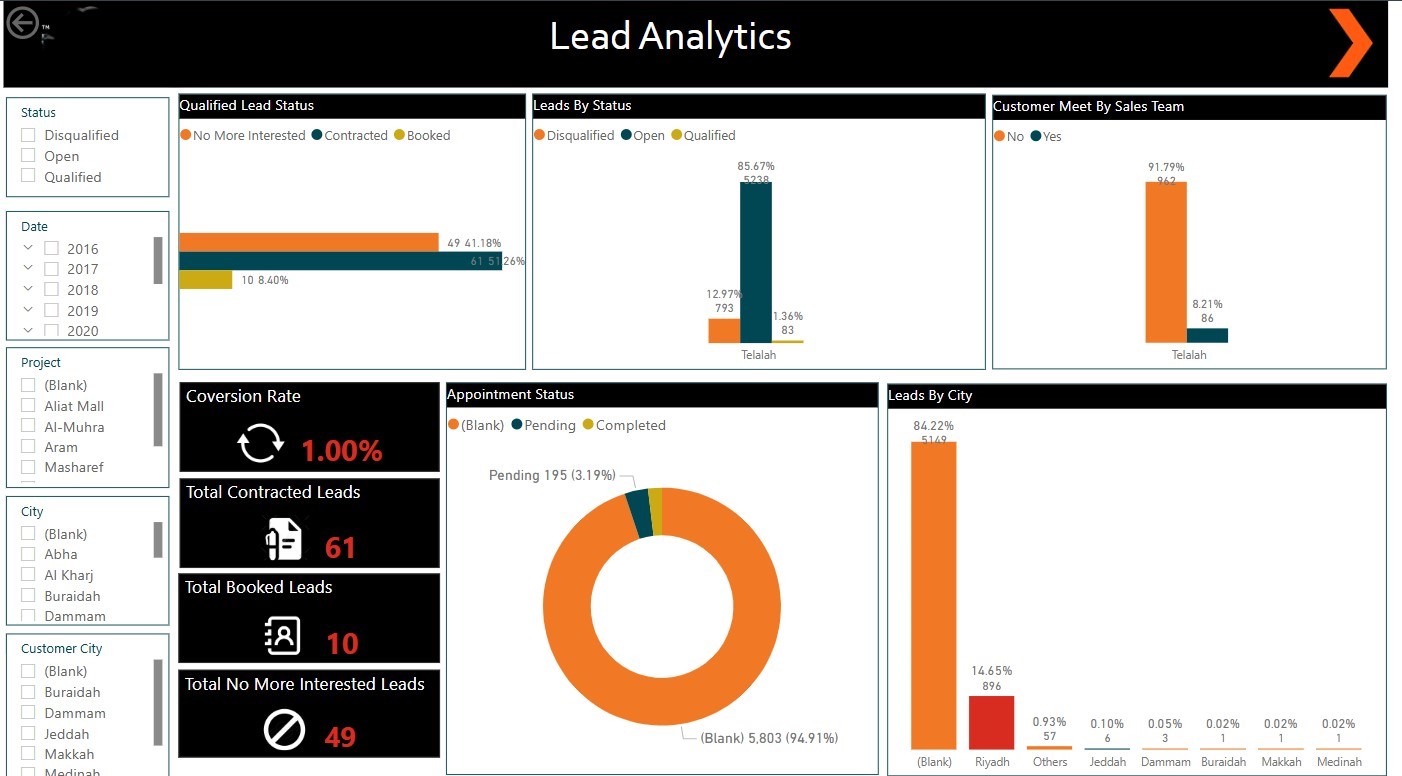 ™
Lead Analytics
Status
Disqualified
Open
Qualified
Date
2016
2017
2018
2019
2020
Project
(Blank)
Aliat Mall
Al-Muhra
Aram
Masharef
City
(Blank)
Abha
Al Kharj
Buraidah
Dammam
Customer City
(Blank)
Buraidah
Dammam
Jeddah
Makkah
Medinah
Qualified Lead Status
No More Interested Contracted Booked
49 41.18%
61 51.26%
10 8.40%
Leads By Status
Disqualified Open Qualified
85.67%
5238
12.97%
793
1.36%
83
Telalah
Customer Meet By Sales Team
No Yes
91.79%
962
8.21%
86
Telalah
Coversion Rate
1.00%
Total Contracted Leads
61
Total Booked Leads
10
Total No More Interested Leads
49
Appointment Status
(Blank) Pending Completed
Pending 195 (3.19%)
(Blank) 5,803 (94.91%)
Leads By City
84.22%
5149
14.65%
896
0.93%
57
0.10%
6
0.05%
3
0.02%
1
0.02%
1
0.02%
1
(Blank) Riyadh Others Jeddah Dammam Buraidah Makkah Medinah